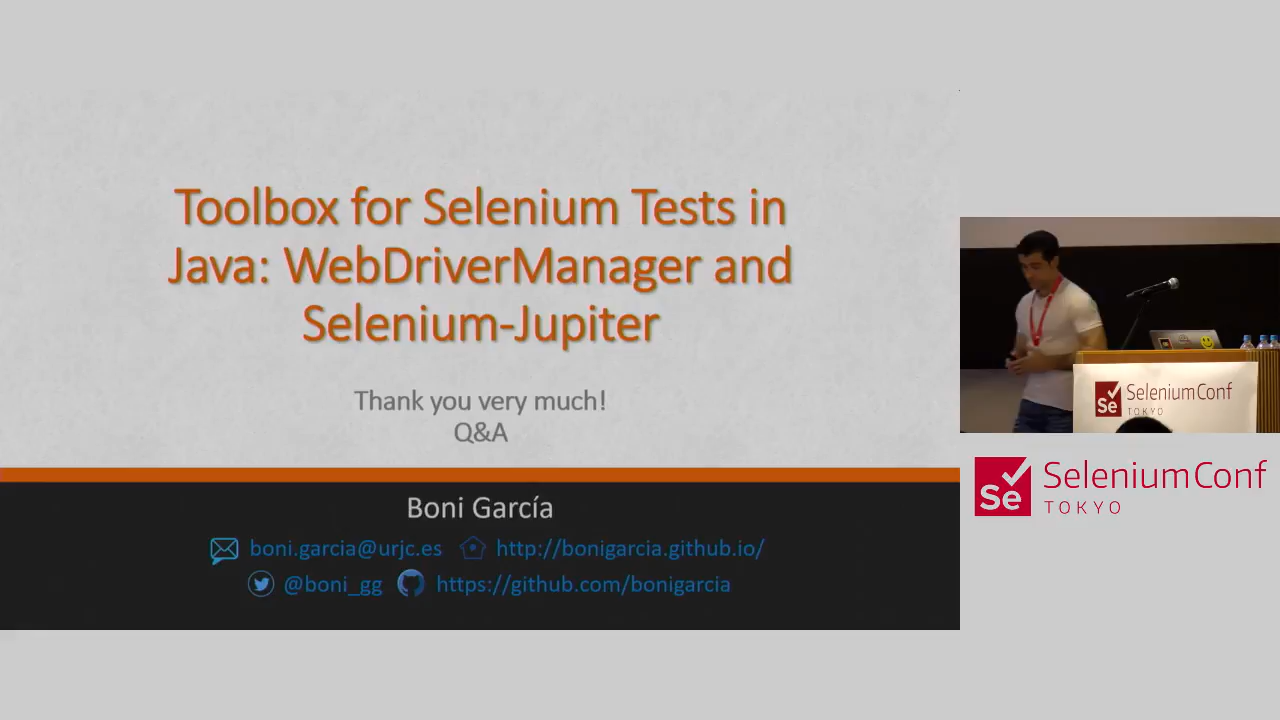 Toolbox for Selenium Tests in
Java: WebDriverManager and
Selenium-Jupiter
Thank you very much!
Q&A
Boni García
boni.garcia@urjc.es http://bonigarcia.github.io/
@boni_gg https://github.com/bonigarcia
Se SeleniumConf
TOKYO
Se SeleniumConf
TOKYO